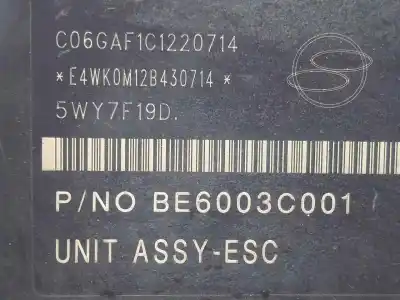 C06GAF1C1220714
*E4WK0M12B430714*
5WY7F19D.
P/NO BE6003C001
UNIT ASSY-ESC